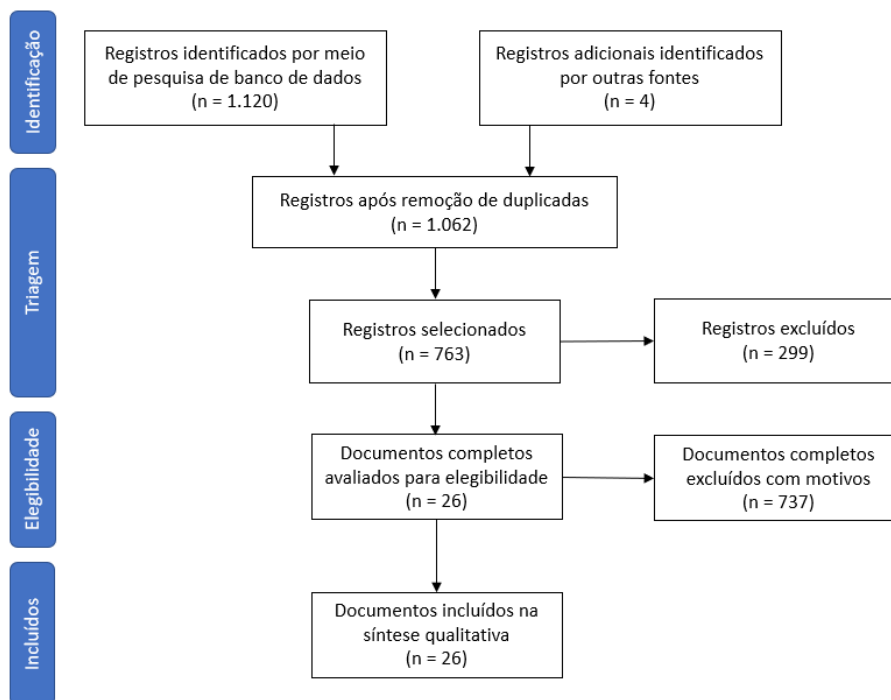 Identificação
Registros identificados por meio
de pesquisa de banco de dados
(n = 1.120)
Registros adicionais identificados
por outras fontes
(n = 4)
Triagem
Registros após remoção de duplicadas
(n = 1.062)
Registros selecionados
(n = 763)
Registros excluídos
(n = 299)
Elegibilidade
Documentos completos
avaliados para elegibilidade
(n = 26)
Documentos completos
excluídos com motivos
(n = 737)
Incluídos
Documentos incluídos na
síntese qualitativa
(n = 26)